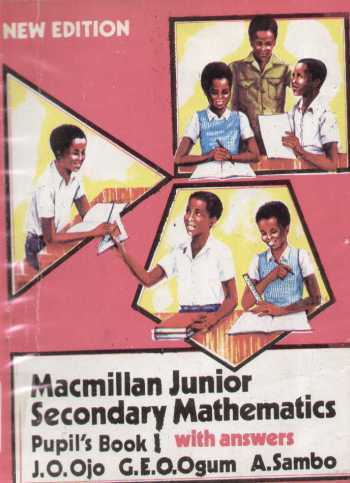 NEW EDITION
Macmillan Junior
Secondary Mathematics
Pupil's Book 1 with answers
J.O.Ojo G.E.O.Ogum A.Sambo